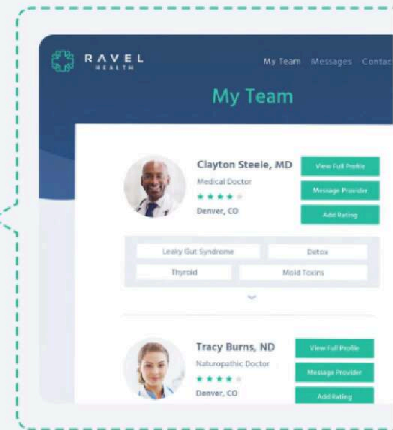 RAVEL
HEALTH
My Team Messages Contac
My Team
Clayton Steele, MD
Medical Doctor
Denver, CO
View Full Profile
Message Provider
Add Rating
Leaky Gut Syndrome
Detox
Thyroid
Mold Toxins
Tracy Burns, ND
Naturopathic Doctor
Denver, CO
View Full Profile
Message Provider
Add Rating